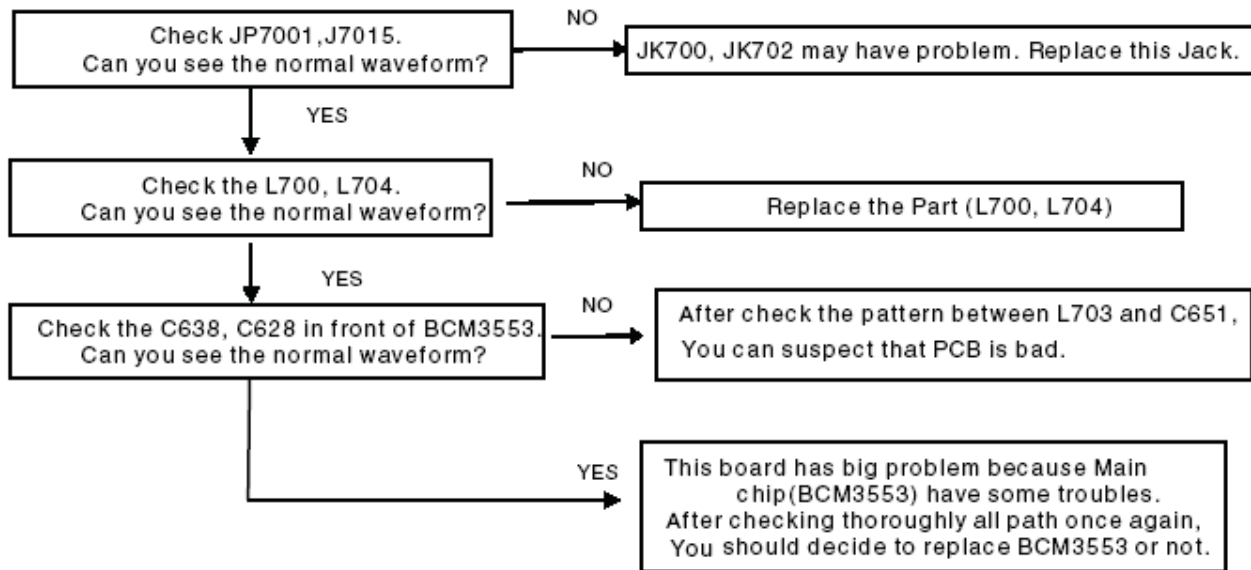 Check JP7001,J7015.
Can you see the normal waveform?
NO
JK700, JK702 may have problem. Replace this Jack.
YES
Check the L700, L704.
Can you see the normal waveform?
NO
Replace the Part (L700, L704)
YES
Check the C638, C628 in front of BCM3553.
Can you see the normal waveform?
NO
After check the pattern between L703 and C651,
You can suspect that PCB is bad.
YES
This board has big problem because Main
chip(BCM3553) have some troubles.
After checking thoroughly all path once again,
You should decide to replace BCM3553 or not.